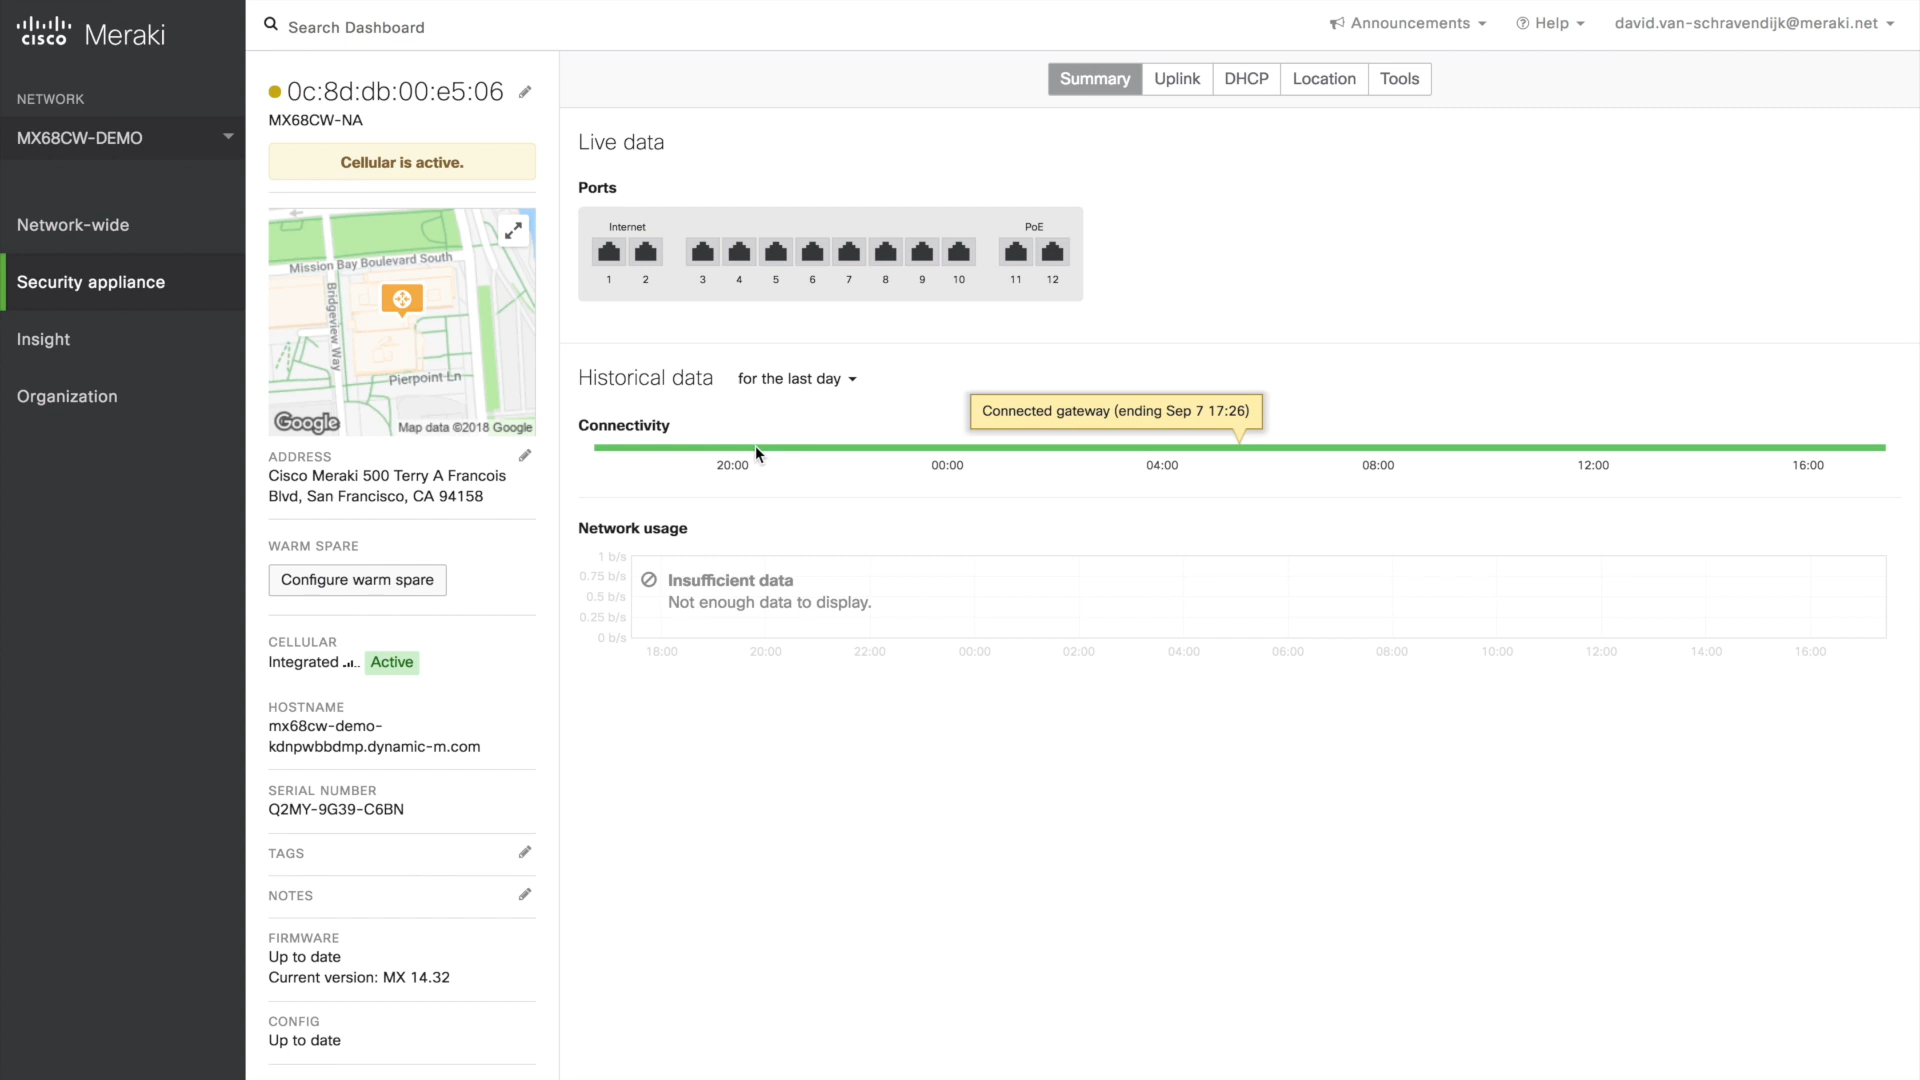 CISCO Meraki
Search Dashboard
Announcements
Help
david.van-schravendijk@meraki.net
NETWORK
MX68CW-DEMO
Network-wide
Security appliance
Insight
Organization
0c:8d:db:00:e5:06
MX68CW-NA
Cellular is active.
Mission Bay Boulevard South
Bridgeview Way
Pierpoint Ln
Google
Map data ©2018 Google
ADDRESS
Cisco Meraki 500 Terry A Francois
Blvd, San Francisco, CA 94158
WARM SPARE
Configure warm spare
CELLULAR
Integrated Active
HOSTNAME
mx68cw-demo-
kdnpwbbdmp.dynamic-m.com
SERIAL NUMBER
Q2MY-9G39-C6BN
TAGS
NOTES
FIRMWARE
Up to date
Current version: MX 14.32
CONFIG
Up to date
Summary Uplink DHCP Location Tools
Live data
Ports
Internet PoE
1 2 3 4 5 6 7 8 9 10 11 12
Historical data for the last day
Connected gateway (ending Sep 7 17:26)
Connectivity
20:00 00:00 04:00 08:00 12:00 16:00
Network usage
1 b/s
0.75 b/s
0.5 b/s
0.25 b/s
0 b/s
Insufficient data
Not enough data to display.
18:00 20:00 22:00 00:00 02:00 04:00 06:00 08:00 10:00 12:00 14:00 16:00